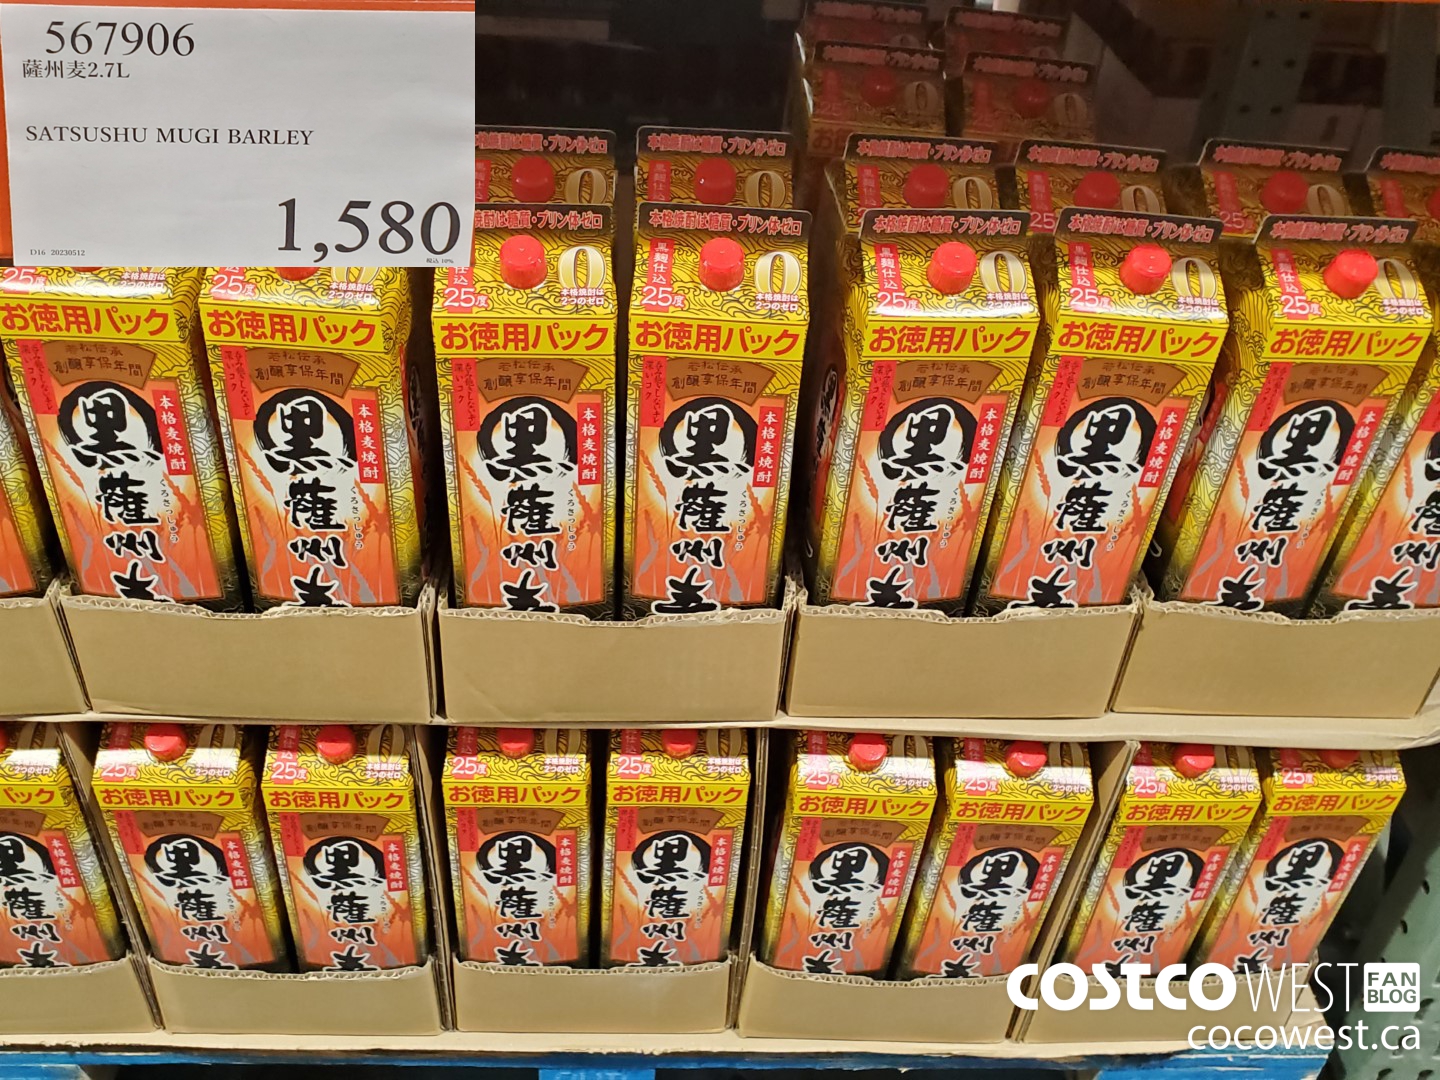 567906
薩州麦2.7L
SATSUSHU MUGI BARLEY
1,580
D16 20230512
税込 10%
本格焼酎は糖質・プリン体ゼロ
黒麹仕込
25度
0
本格焼酎は
2つのゼロ
お徳用パック
若松伝承
創醸享保年間
本格麦焼酎
黒薩州麦
くろさっしゅう
COSTCO WEST FAN BLOG
cocowest.ca